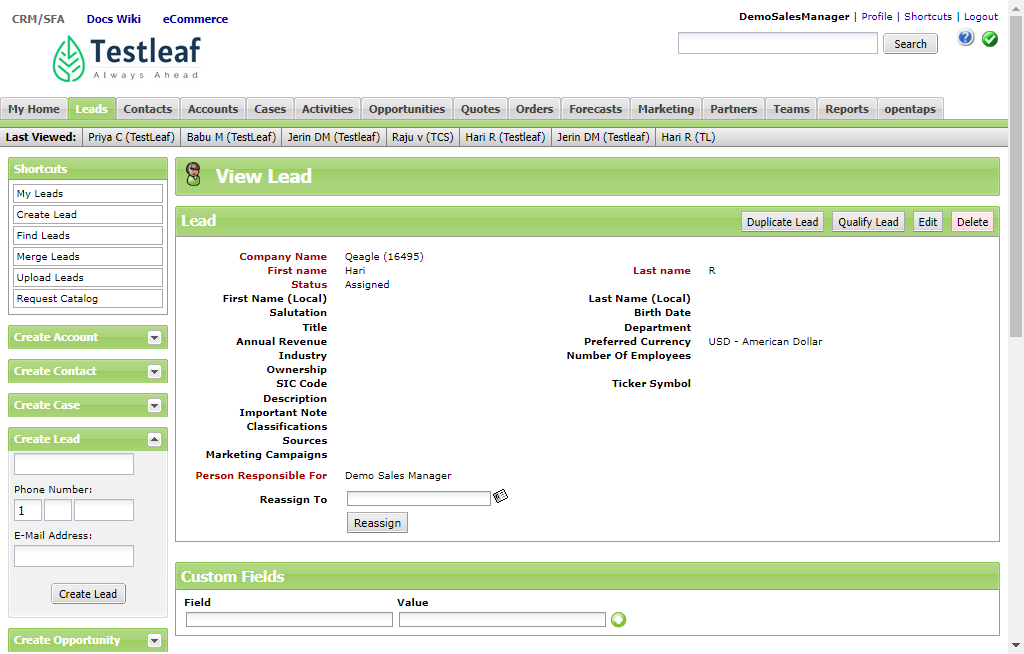 CRM/SFA Docs Wiki eCommerce
DemoSalesManager | Profile | Shortcuts | Logout
Testleaf
Always Ahead
Search
?
My Home Leads Contacts Accounts Cases Activities Opportunities Quotes Orders Forecasts Marketing Partners Teams Reports opentaps
Last Viewed: Priya C (TestLeaf) Babu M (TestLeaf) Jerin DM (Testleaf) Raju v (TCS) Hari R (Testleaf) Jerin DM (Testleaf) Hari R (TL)
Shortcuts
My Leads
Create Lead
Find Leads
Merge Leads
Upload Leads
Request Catalog
Create Account
Create Contact
Create Case
Create Lead
Phone Number:
1
E-Mail Address:
Create Lead
Create Opportunity
View Lead
Lead Duplicate Lead Qualify Lead Edit Delete
Company Name Qeagle (16495)
First name Hari Last name R
Status Assigned
First Name (Local) Last Name (Local)
Salutation Birth Date
Title Department
Annual Revenue Preferred Currency USD - American Dollar
Industry Number Of Employees
Ownership
SIC Code Ticker Symbol
Description
Important Note
Classifications
Sources
Marketing Campaigns
Person Responsible For Demo Sales Manager
Reassign To
Reassign
Custom Fields
Field Value